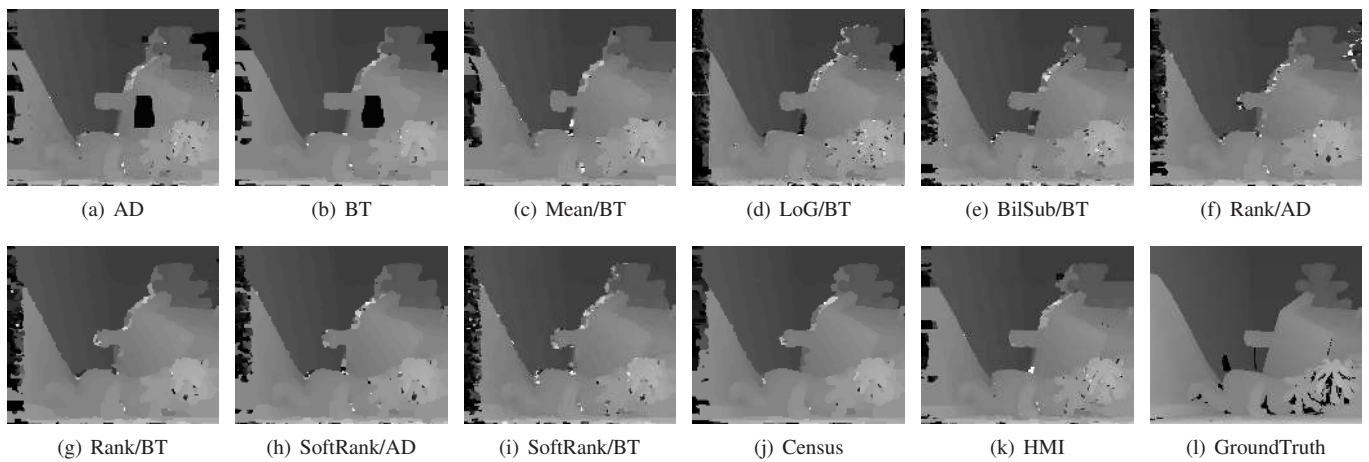 (a) AD
(b) BT
(c) Mean/BT
(d) LoG/BT
(e) BilSub/BT
(f) Rank/AD
(g) Rank/BT
(h) SoftRank/AD
(i) SoftRank/BT
(j) Census
(k) HMI
(l) GroundTruth